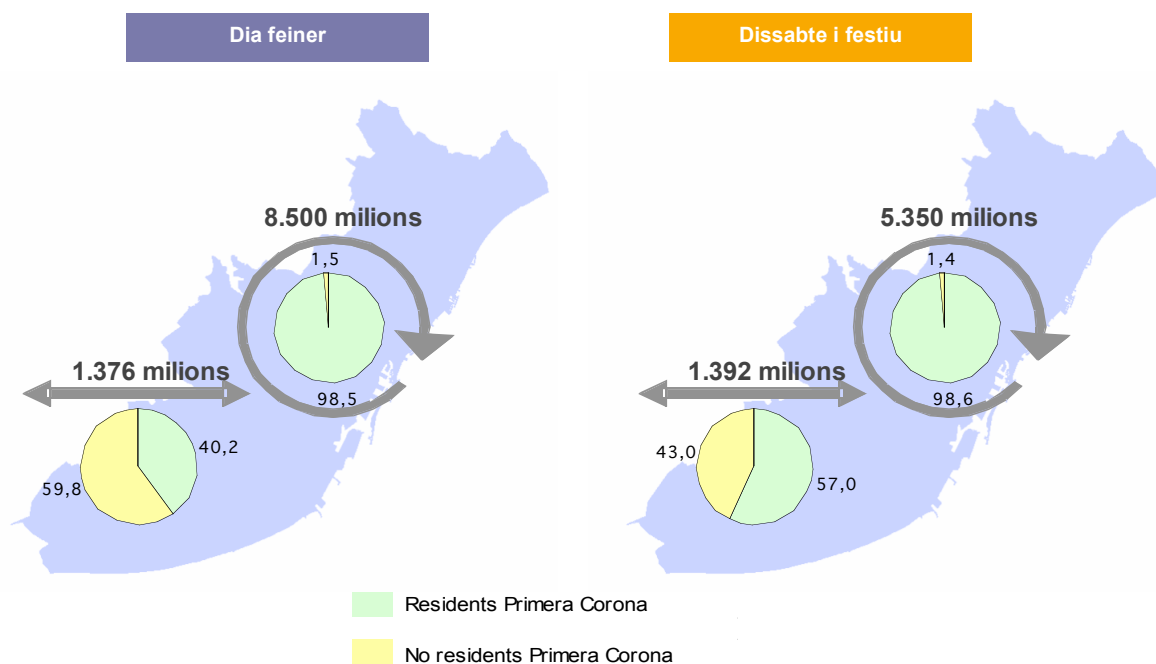 Dia feiner
Dissabte i festiu
8.500 milions
5.350 milions
1,5
1,4
1.376 milions
1.392 milions
98,5
98,6
40,2
43,0
59,8
57,0
Residents Primera Corona
No residents Primera Corona